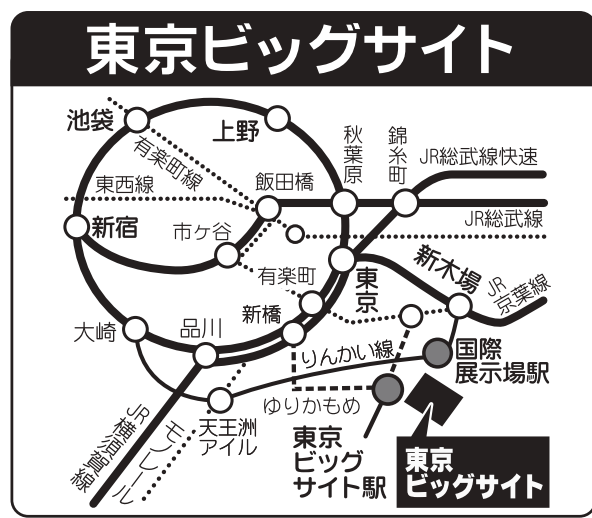 東京ビッグサイト
池袋
上野
秋葉原
錦糸町
JR総武線快速
有楽町線
東西線
飯田橋
JR総武線
新宿
市ヶ谷
有楽町
東京
新木場
JR
京葉線
新橋
大崎
品川
りんかい線
国際
展示場駅
ゆりかもめ
天王洲
アイル
JR
横須賀線
モノレール
東京
ビッグ
サイト駅
東京
ビッグサイト